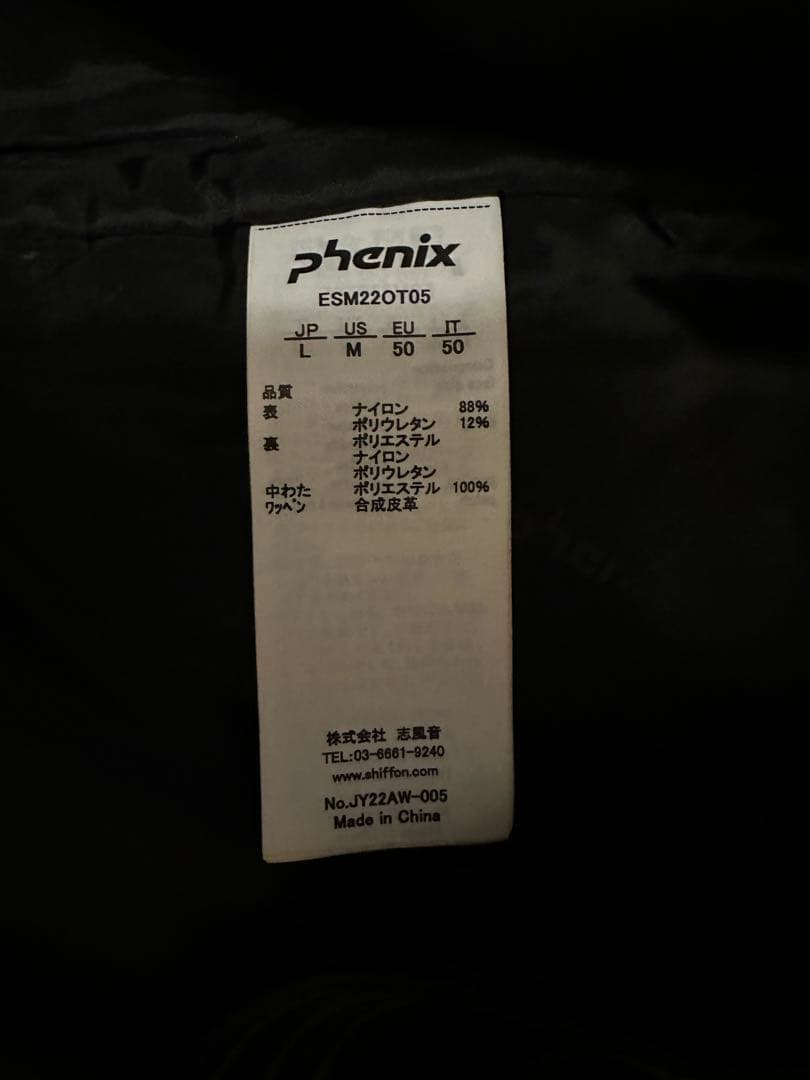 phenix
ESM22OT05
JP US EU IT
L M 50 50
品質
表 ナイロン 88%
ポリウレタン 12%
裏 ポリエステル
ナイロン
ポリウレタン
中わた ポリエステル 100%
ワッペン 合成皮革
株式会社 志風音
TEL:03-6661-9240
www.shiffon.com
No.JY22AW-005
Made in China